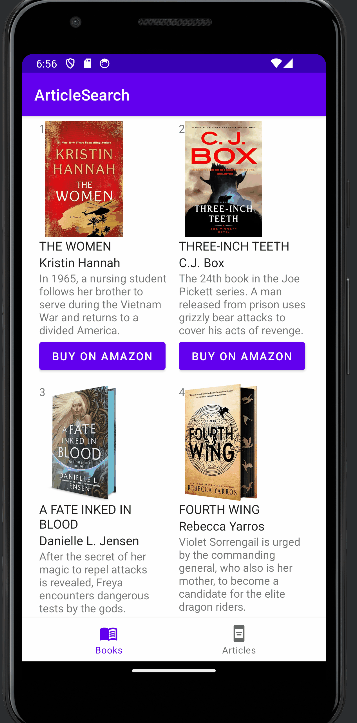 6:56
ArticleSearch
1
KRISTIN
HANNAH
THE
WOMEN
THE WOMEN
Kristin Hannah
In 1965, a nursing student
follows her brother to
serve during the Vietnam
War and returns to a
divided America.
BUY ON AMAZON
2
C.J.
BOX
THREE-INCH
TEETH
THREE-INCH TEETH
C.J. Box
The 24th book in the Joe
Pickett series. A man
released from prison uses
grizzly bear attacks to
cover his acts of revenge.
BUY ON AMAZON
3
A FATE
INKED IN
BLOOD
DANIELLE L.
JENSEN
A FATE INKED IN
BLOOD
Danielle L. Jensen
After the secret of her
magic to repel attacks
is revealed, Freya
encounters dangerous
tests by the gods.
4
FOURTH
WING
REBECCA YARROS
FOURTH WING
Rebecca Yarros
Violet Sorrengail is urged
by the commanding
general, who also is her
mother, to become a
candidate for the elite
dragon riders.
Books
Articles